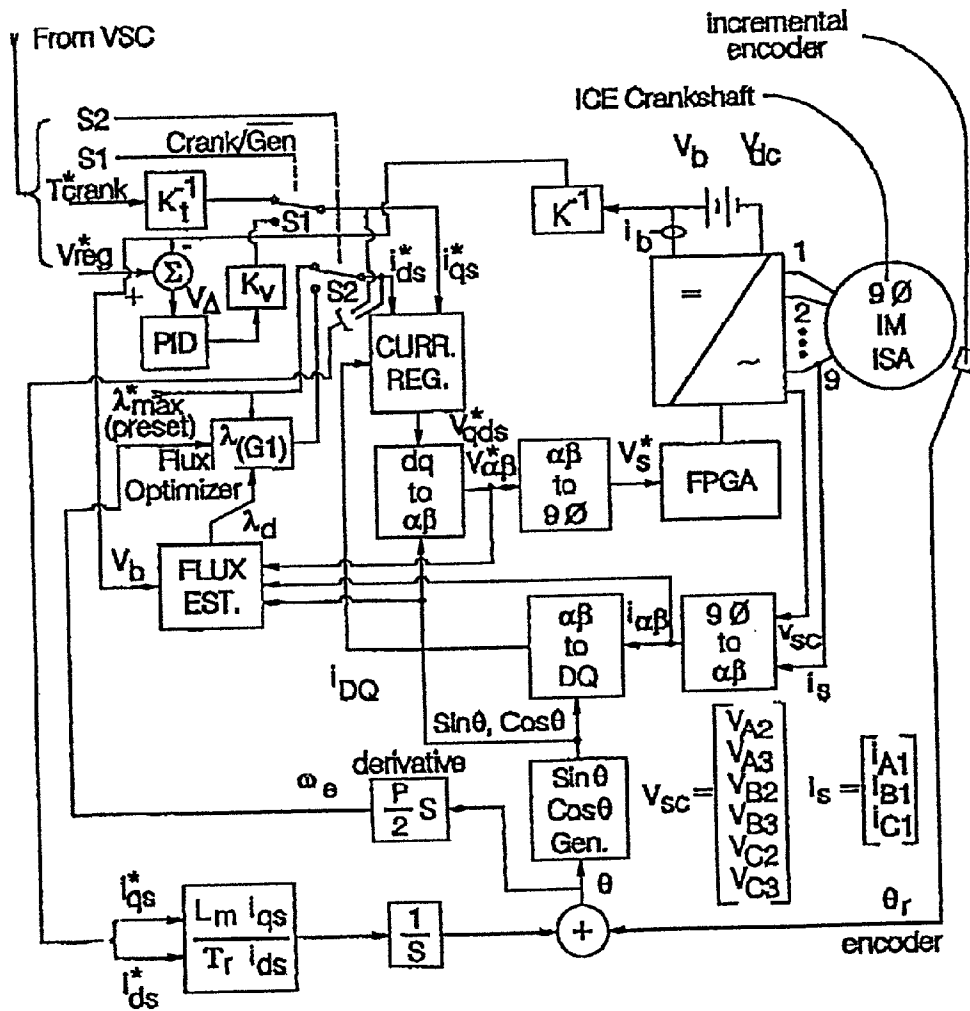 From VSC
incremental
encoder
ICE Crankshaft
S2
Crank/Gen
S1
T*crank
K_t^-1
S1
V_b V_dc
K^-1
i_b
V*reg
Σ
-
+
V_Δ
K_V
PID
S2
i*ds
i*qs
CURR.
REG.
=
~
1
2
9
9Ø
IM
ISA
λ*max
(preset)
Flux
Optimizer
λ(G1)
V*qds
V*αβ
dq
to
αβ
αβ
to
9Ø
V*s
FPGA
λ_d
V_b
FLUX
EST.
i_DQ
αβ
to
DQ
i_αβ
9Ø
to
αβ
v_sc
i_s
Sinθ, Cosθ
derivative
ω_e
P/2 S
Sinθ
Cosθ
Gen.
V_sc =
V_A2
V_A3
V_B2
V_B3
V_C2
V_C3
i_s =
i_A1
i_B1
i_C1
θ
θ_r
encoder
i*qs
i*ds
L_m i_qs
T_r i_ds
1/S
+